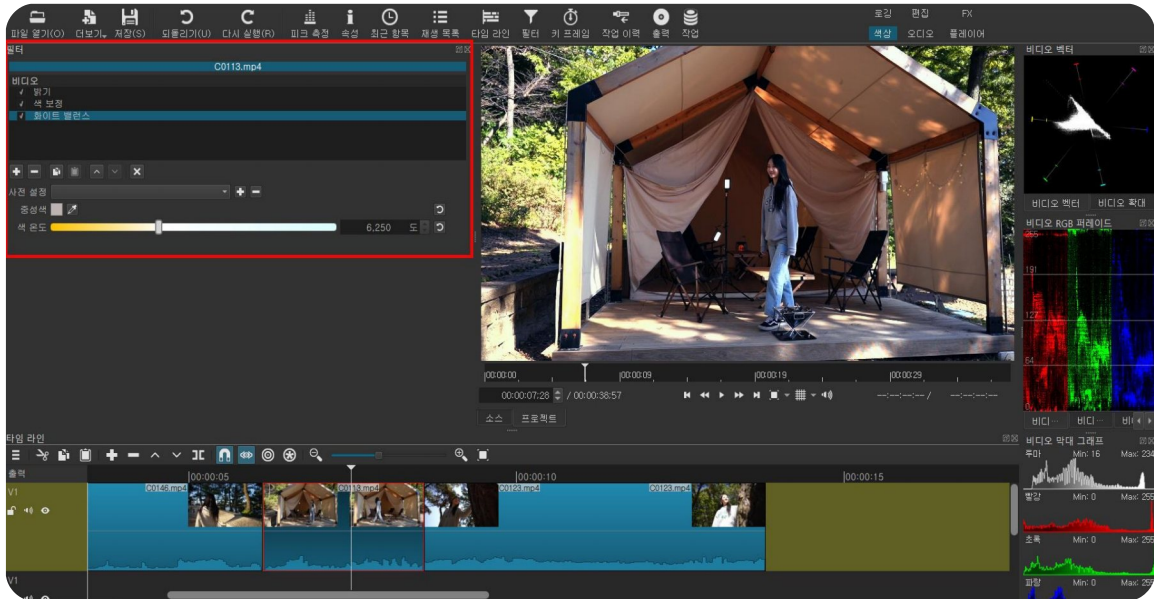 파일 열기(O) 더보기 저장(S) 되돌리기(U) 다시 실행(R) 피크 측정 속성 최근 항목 재생 목록 타임 라인 필터 키 프레임 작업 이력 출력 작업
로깅 편집 FX
색상 오디오 플레이어
필터
C0113.mp4
비디오
밝기
색 보정
화이트 밸런스
사전 설정
중성색
색 온도 6,250 도
00:00:00 00:00:09 00:00:19 00:00:29
00:00:07:28 / 00:00:38:57 --:--:--:-- / --:--:--:--
소스 프로젝트
비디오 벡터
비디오 벡터 비디오 확대
비디오 RGB 퍼레이드
255
191
127
64
비디··· 비디···
비디오 막대 그래프
루마 Min: 16 Max: 234
빨강 Min: 0 Max: 255
초록 Min: 0 Max: 255
파랑 Min: 0 Max: 255
타임 라인
출력 00:00:05 00:00:10 00:00:15
V1 C0146.mp4 C0113.mp4 C0123.mp4 C0123.mp4
V1